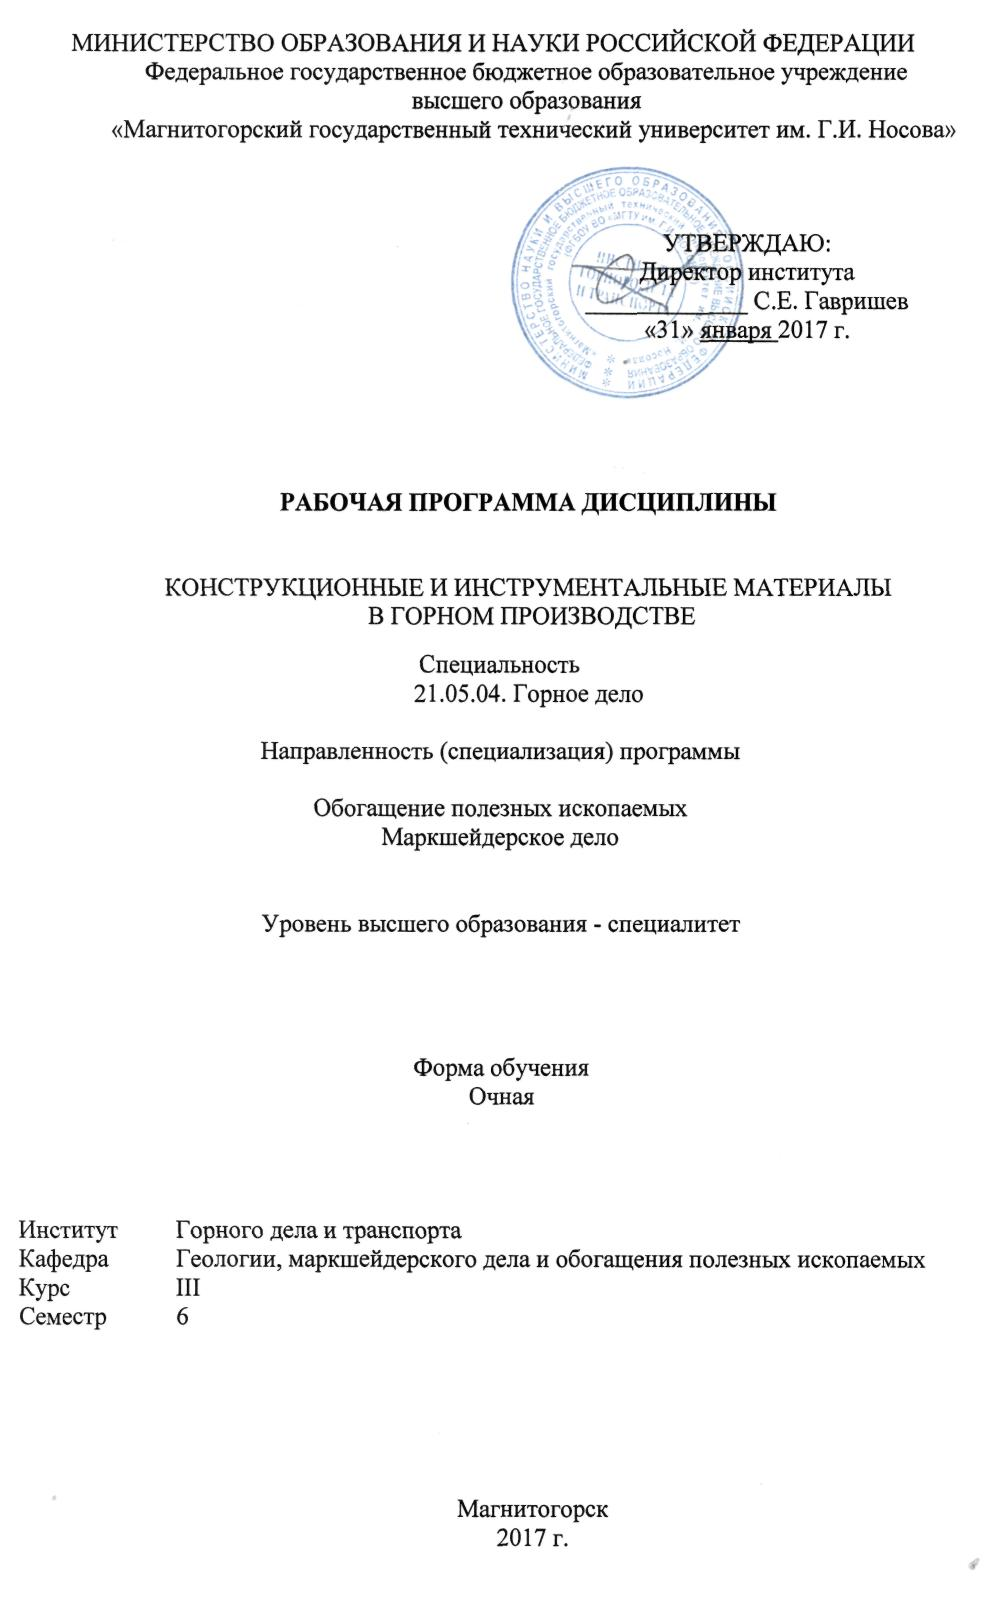 МИНИСТЕРСТВО ОБРАЗОВАНИЯ И НАУКИ РОССИЙСКОЙ ФЕДЕРАЦИИ
Федеральное государственное бюджетное образовательное учреждение
высшего образования
«Магнитогорский государственный технический университет им. Г.И. Носова»
УТВЕРЖДАЮ:
Директор института
С.Е. Гавришев
«31» января 2017 г.
РАБОЧАЯ ПРОГРАММА ДИСЦИПЛИНЫ
КОНСТРУКЦИОННЫЕ И ИНСТРУМЕНТАЛЬНЫЕ МАТЕРИАЛЫ
В ГОРНОМ ПРОИЗВОДСТВЕ
Специальность
21.05.04. Горное дело
Направленность (специализация) программы
Обогащение полезных ископаемых
Маркшейдерское дело
Уровень высшего образования - специалитет
Форма обучения
Очная
Институт Горного дела и транспорта
Кафедра Геологии, маркшейдерского дела и обогащения полезных ископаемых
Курс III
Семестр 6
Магнитогорск
2017 г.